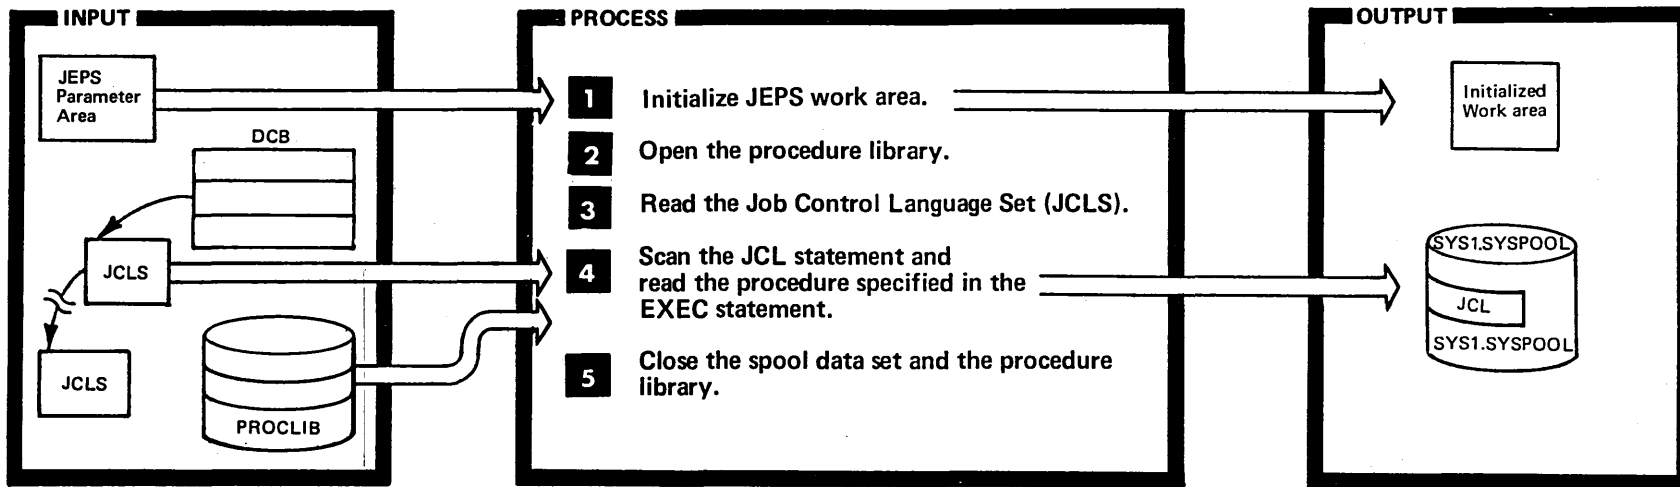 INPUT
JEPS
Parameter
Area
DCB
JCLS
JCLS
PROCLIB
PROCESS
1 Initialize JEPS work area.
2 Open the procedure library.
3 Read the Job Control Language Set (JCLS).
4 Scan the JCL statement and
read the procedure specified in the
EXEC statement.
5 Close the spool data set and the procedure
library.
OUTPUT
Initialized
Work area
SYS1.SYSPOOL
JCL
SYS1.SYSPOOL